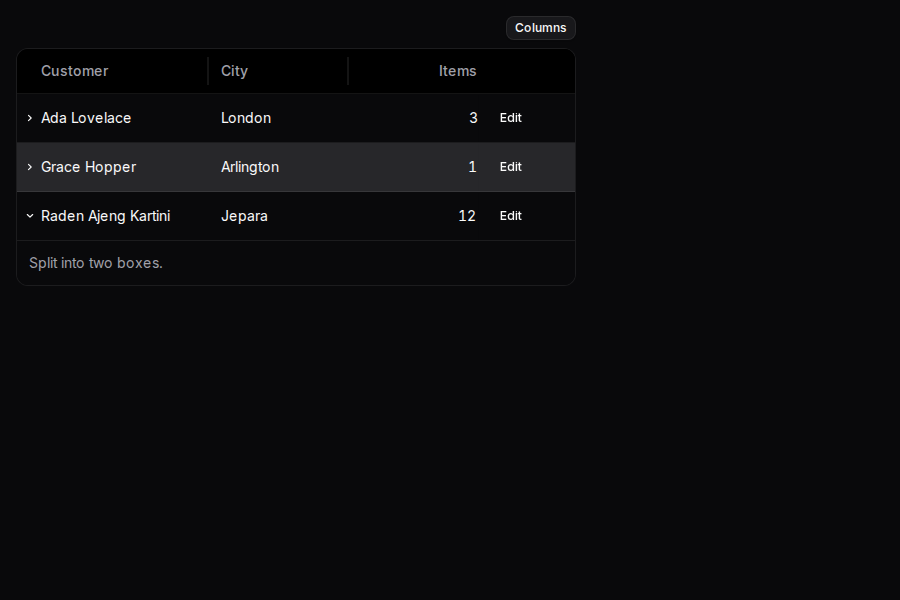 Columns
Customer City Items
Ada Lovelace London 3 Edit
Grace Hopper Arlington 1 Edit
Raden Ajeng Kartini Jepara 12 Edit
Split into two boxes.